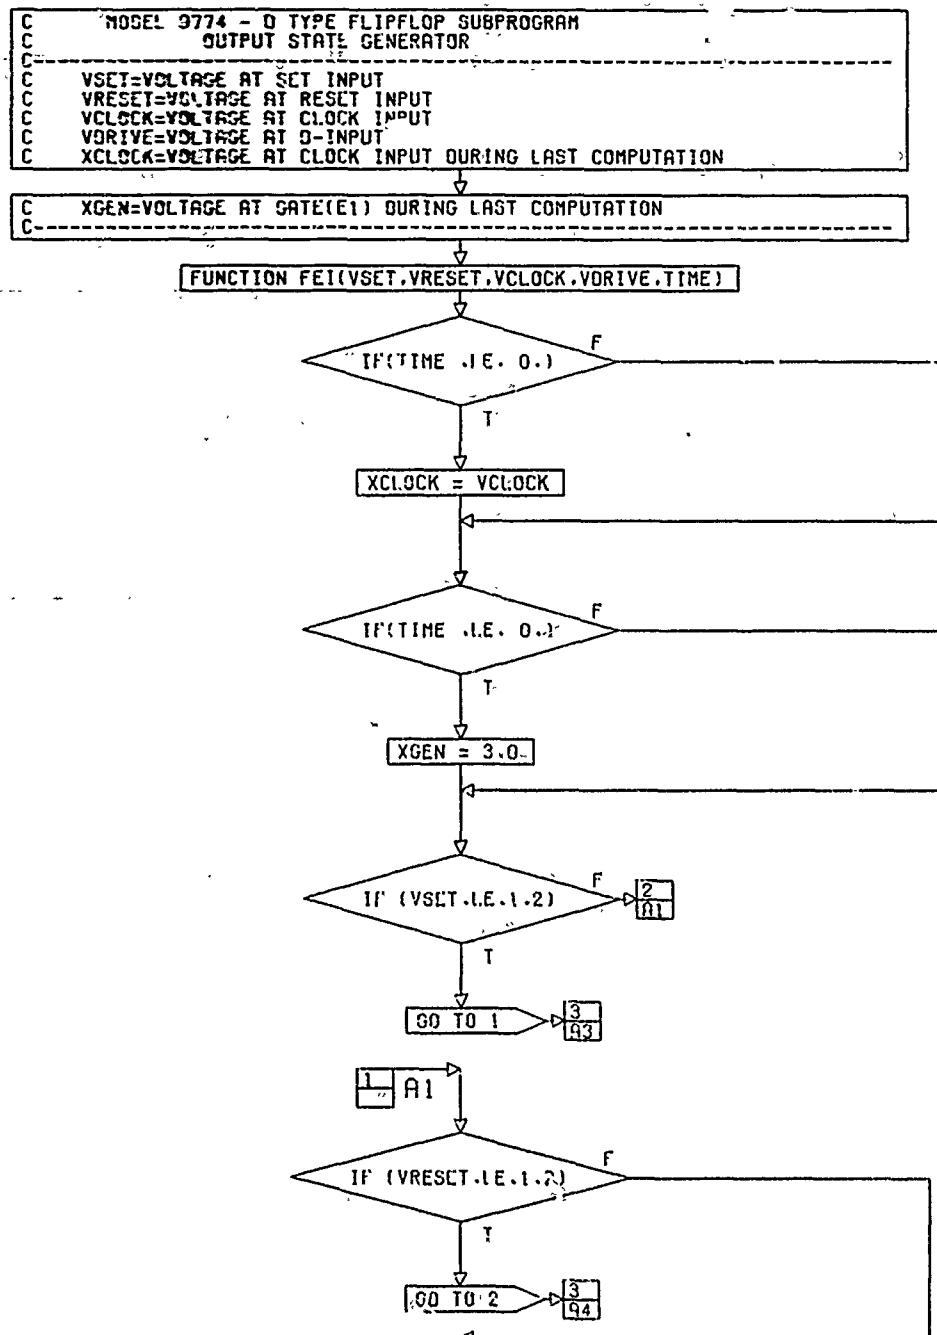 C MODEL 9774 - D TYPE FLIPFLOP SUBPROGRAM
C OUTPUT STATE GENERATOR
C------------------------------------------------------------
C VSET=VOLTAGE AT SET INPUT
C VRESET=VOLTAGE AT RESET INPUT
C VCLOCK=VOLTAGE AT CLOCK INPUT
C VDRIVE=VOLTAGE AT D-INPUT
C XCLOCK=VOLTAGE AT CLOCK INPUT DURING LAST COMPUTATION
C XGEN=VOLTAGE AT GATE(E1) DURING LAST COMPUTATION
C------------------------------------------------------------
FUNCTION FE1(VSET,VRESET,VCLOCK,VDRIVE,TIME)
IF(TIME .LE. 0.)
F
T
XCLOCK = VCLOCK
IF(TIME .LE. 0.)
F
T
XGEN = 3.0
IF (VSET.LE.1.2)
F
2
A1
T
GO TO 1
3
A3
1
A1
IF (VRESET.LE.1.2)
F
T
GO TO 2
3
A4